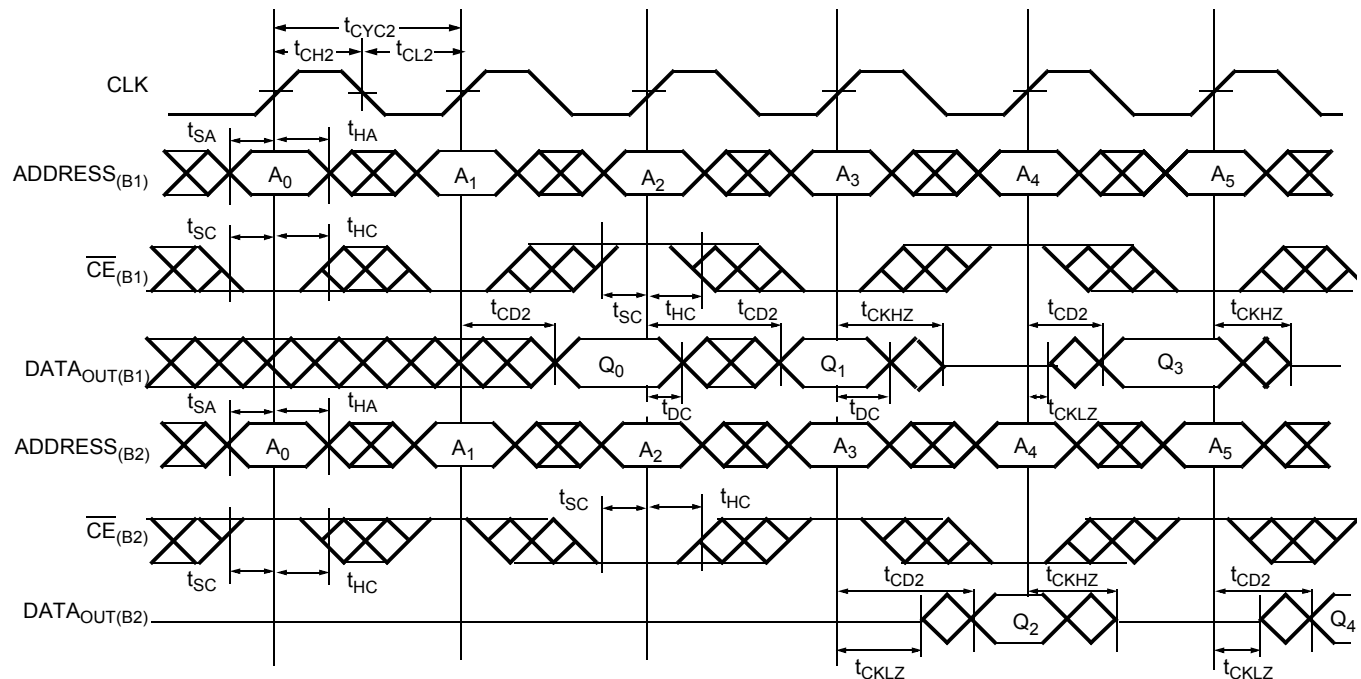 tCYC2
tCH2 tCL2
CLK
tSA tHA
ADDRESS(B1) A0 A1 A2 A3 A4 A5
tSC tHC
CE(B1)
tCD2 tSC tHC tCD2 tCKHZ tCD2 tCKHZ
DATAOUT(B1) Q0 Q1 Q3
tSA tHA tDC tDC tCKLZ
ADDRESS(B2) A0 A1 A2 A3 A4 A5
tSC tHC
CE(B2)
tSC tHC tCD2 tCKHZ tCD2
DATAOUT(B2) Q2 Q4
tCKLZ tCKLZ